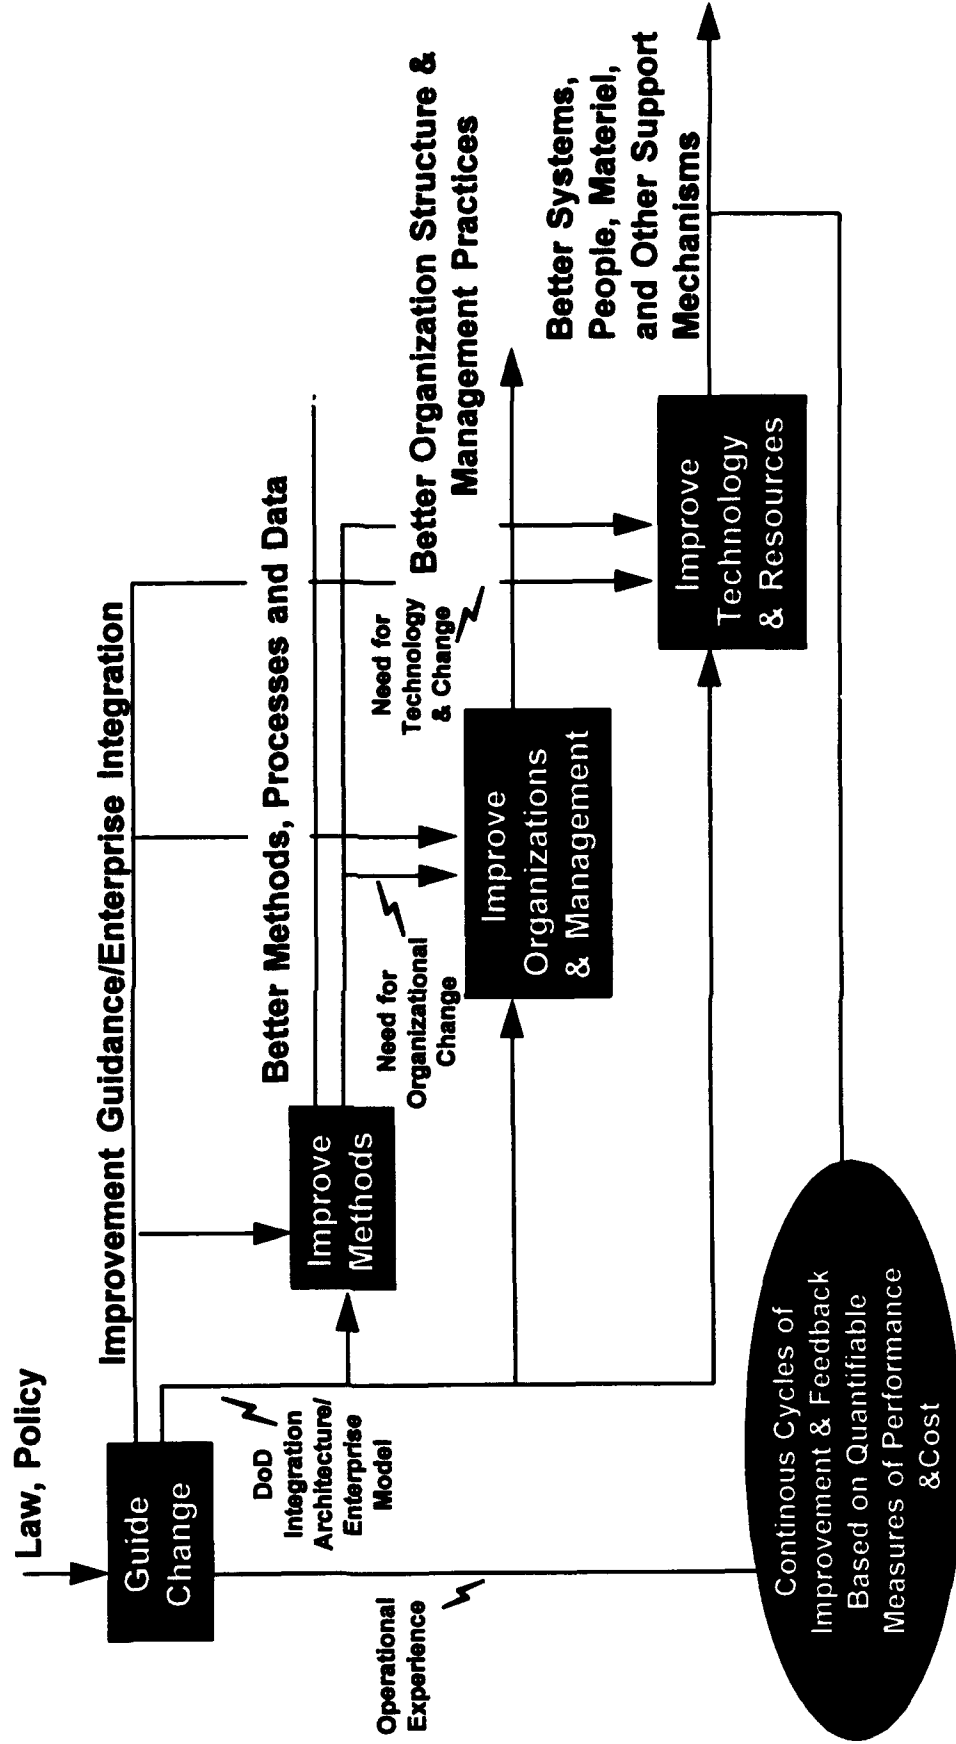 Law, Policy
Improvement Guidance/Enterprise Integration
Guide
Change
DoD
Integration
Architecture/
Enterprise
Model
Better Methods, Processes and Data
Improve
Methods
Need for
Organizational
Change
Need for
Technology
& Change
Better Organization Structure &
Management Practices
Improve
Organizations
& Management
Better Systems,
People, Materiel,
and Other Support
Mechanisms
Improve
Technology
& Resources
Operational
Experience
Continous Cycles of
Improvement & Feedback
Based on Quantifiable
Measures of Performance
&Cost